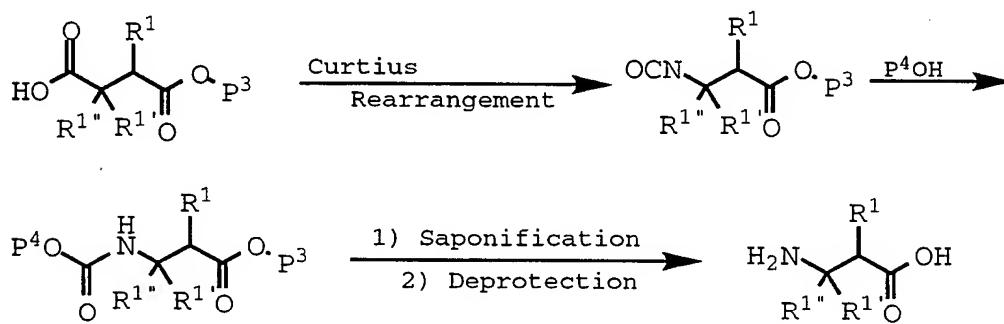 O R¹
HO O-P³ Curtius Rearrangement OCN R¹ O-P³ P⁴OH
R¹" R¹' O R¹" R¹' O
P⁴O H N R¹ O-P³ 1) Saponification H₂N R¹ OH
O R¹" R¹' O 2) Deprotection R¹" R¹' O